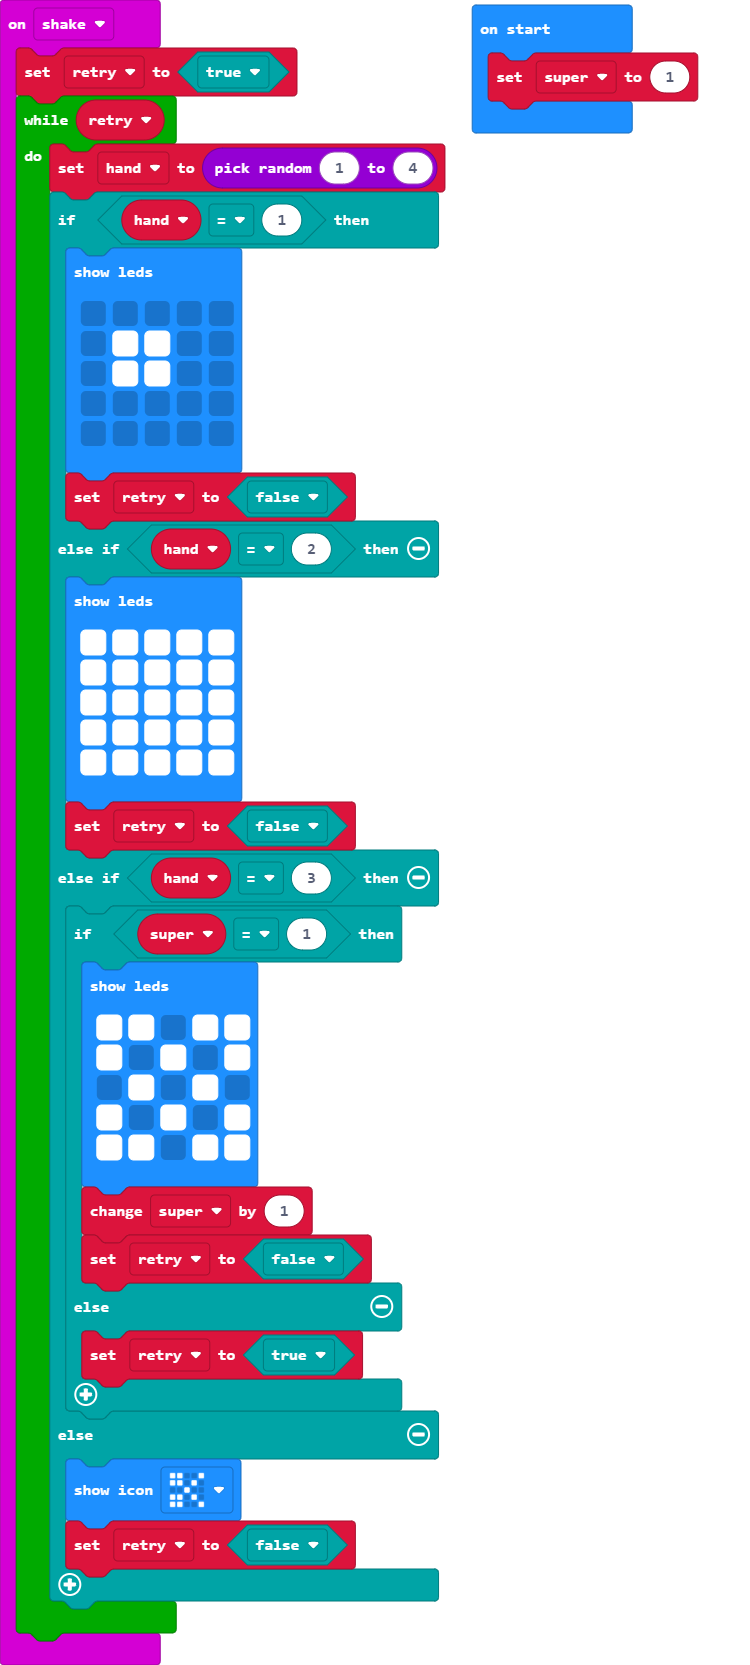 on shake
set retry to true
while retry
do
set hand to pick random 1 to 4
if hand = 1 then
show leds
set retry to false
else if hand = 2 then
show leds
set retry to false
else if hand = 3 then
if super = 1 then
show leds
change super by 1
set retry to false
else
set retry to true
else
show icon
set retry to false
on start
set super to 1